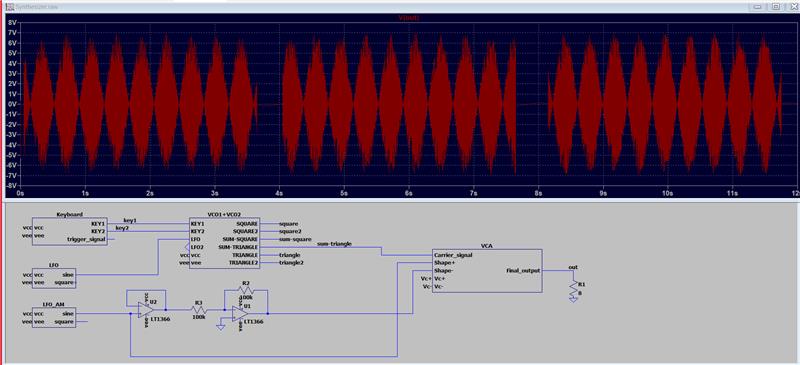 Synthesizer.raw
V(out)
8V
7V
6V
5V
4V
3V
2V
1V
0V
-1V
-2V
-3V
-4V
-5V
-6V
-7V
-8V
0s 1s 2s 3s 4s 5s 6s 7s 8s 9s 10s 11s 12s
Keyboard
vcc vcc
vee vee
KEY1
KEY2
trigger_signal
key1
key2
VCO1+VCO2
KEY1
KEY2
LFO
LFO2
vcc vcc
vee vee
SQUARE
SQUARE2
SUM-SQUARE
SUM-TRIANGLE
TRIANGLE
TRIANGLE2
square
square2
sum-square
sum-triangle
triangle
triangle2
LFO
vcc vcc
vee vee
sine
square
LFO_AM
vcc vcc
vee vee
sine
square
U2
LT1366
R3
100k
R2
100k
U1
LT1366
VCA
Carrier_signal
Shape+
Shape-
Vc+ Vc+
Vc- Vc-
final_output
out
R1
8